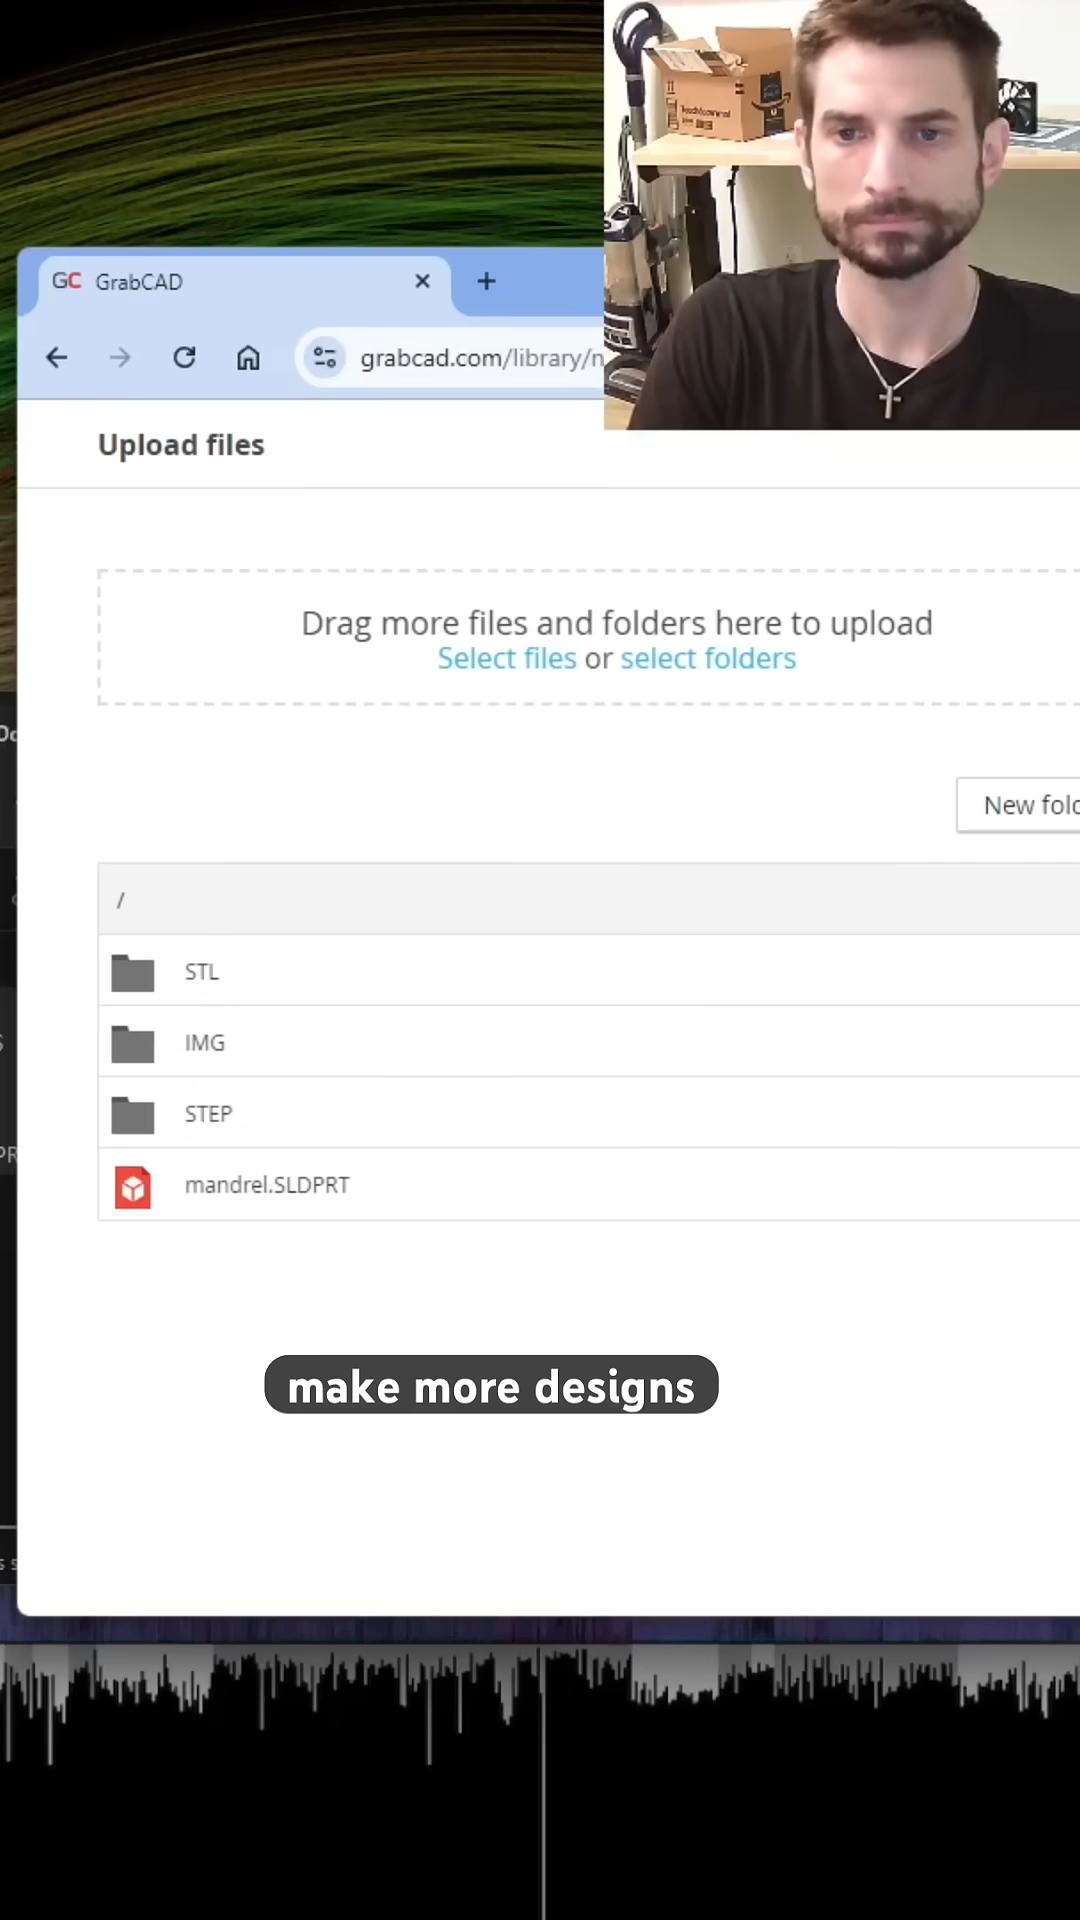 GC GrabCAD
grabcad.com/library/n
Upload files
Drag more files and folders here to upload
Select files or select folders
New fold
/
STL
IMG
STEP
mandrel.SLDPRT
make more designs